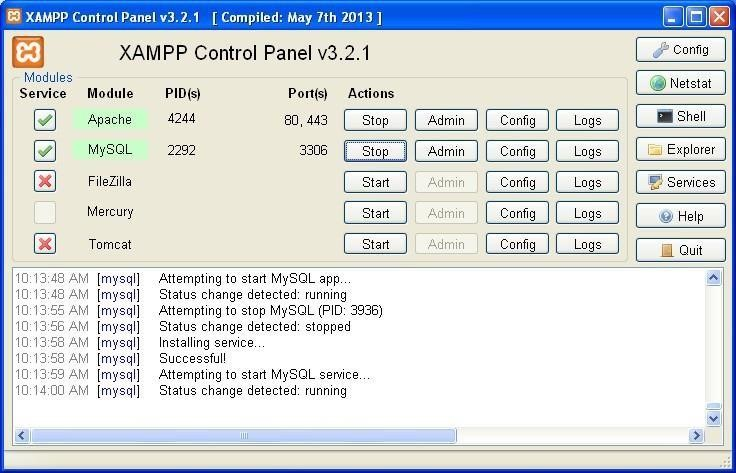 XAMPP Control Panel v3.2.1 [ Compiled: May 7th 2013 ]
XAMPP Control Panel v3.2.1
Config
Modules
Service Module PID(s) Port(s) Actions
Netstat
Apache 4244 80, 443 Stop Admin Config Logs
Shell
MySQL 2292 3306 Stop Admin Config Logs
Explorer
FileZilla Start Admin Config Logs
Services
Mercury Start Admin Config Logs
Help
Tomcat Start Admin Config Logs
Quit
10:13:48 AM [mysql] Attempting to start MySQL app...
10:13:48 AM [mysql] Status change detected: running
10:13:55 AM [mysql] Attempting to stop MySQL (PID: 3936)
10:13:56 AM [mysql] Status change detected: stopped
10:13:58 AM [mysql] Installing service...
10:13:58 AM [mysql] Successful!
10:13:59 AM [mysql] Attempting to start MySQL service...
10:14:00 AM [mysql] Status change detected: running